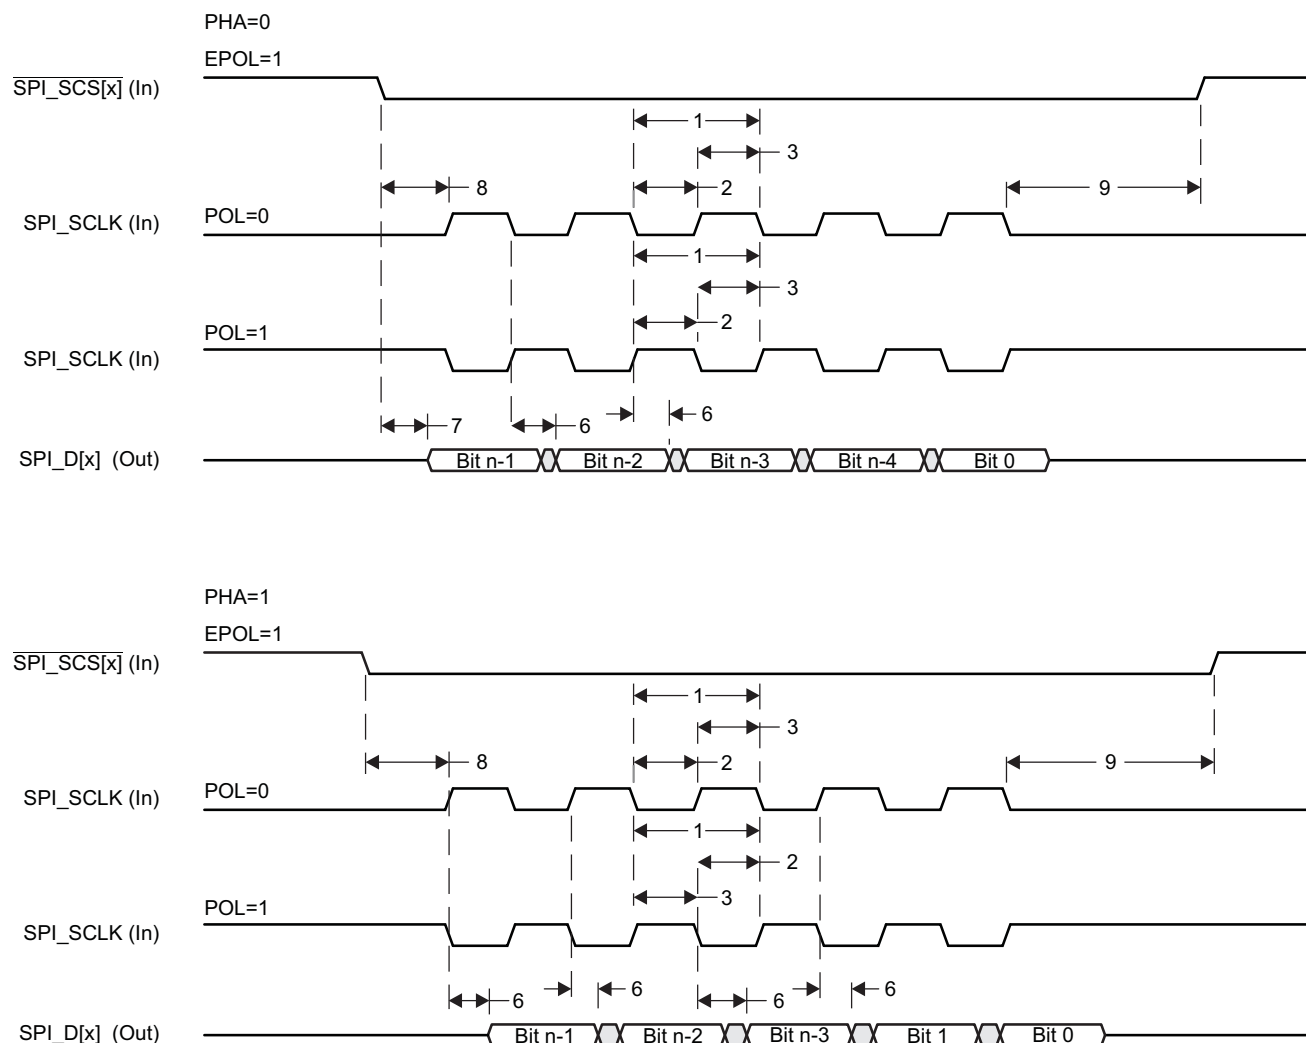 PHA=0
EPOL=1
SPI_SCS[x] (In)
1
3
8
2
9
SPI_SCLK (In)
POL=0
1
3
2
POL=1
SPI_SCLK (In)
6
7
6
SPI_D[x] (Out)
Bit n-1
Bit n-2
Bit n-3
Bit n-4
Bit 0
PHA=1
EPOL=1
SPI_SCS[x] (In)
1
3
8
2
9
SPI_SCLK (In)
POL=0
1
2
3
POL=1
SPI_SCLK (In)
6
6
6
6
SPI_D[x] (Out)
Bit n-1
Bit n-2
Bit n-3
Bit 1
Bit 0